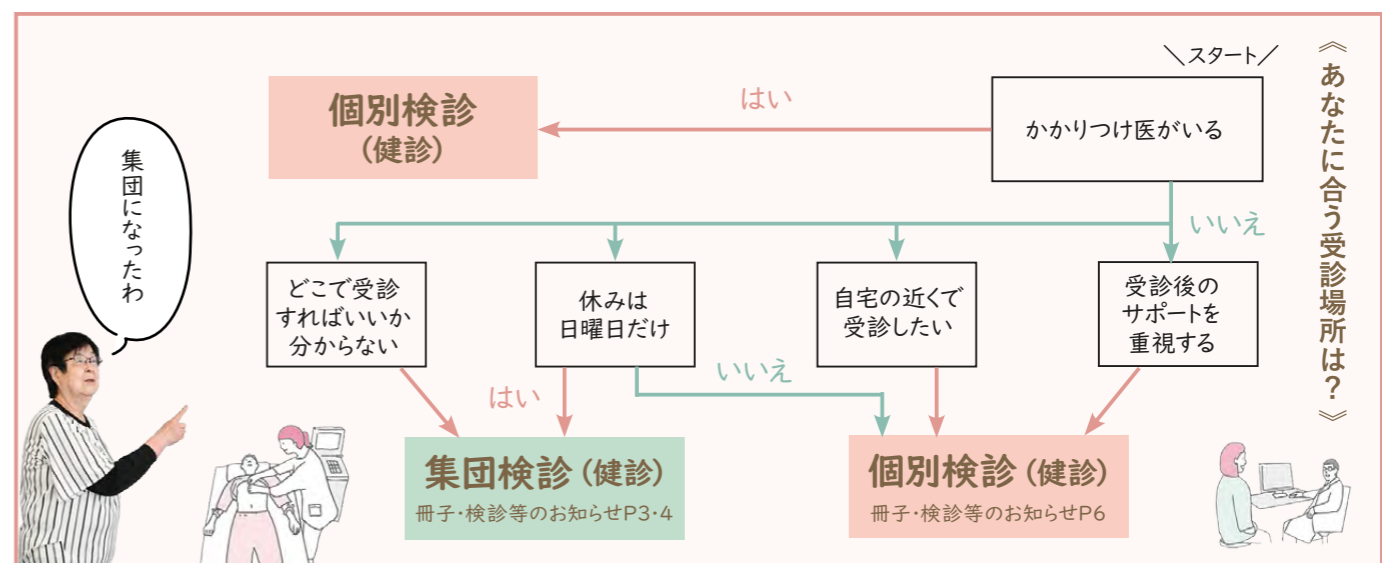 《あなたに合う受診場所は？》
＼スタート／
かかりつけ医がいる
はい
個別検診
（健診）
いいえ
受診後の
サポートを
重視する
自宅の近くで
受診したい
休みは
日曜日だけ
どこで受診
すればいいか
分からない
はい
いいえ
個別検診（健診）
冊子・検診等のお知らせP6
集団検診（健診）
冊子・検診等のお知らせP3・4
集団になったわ